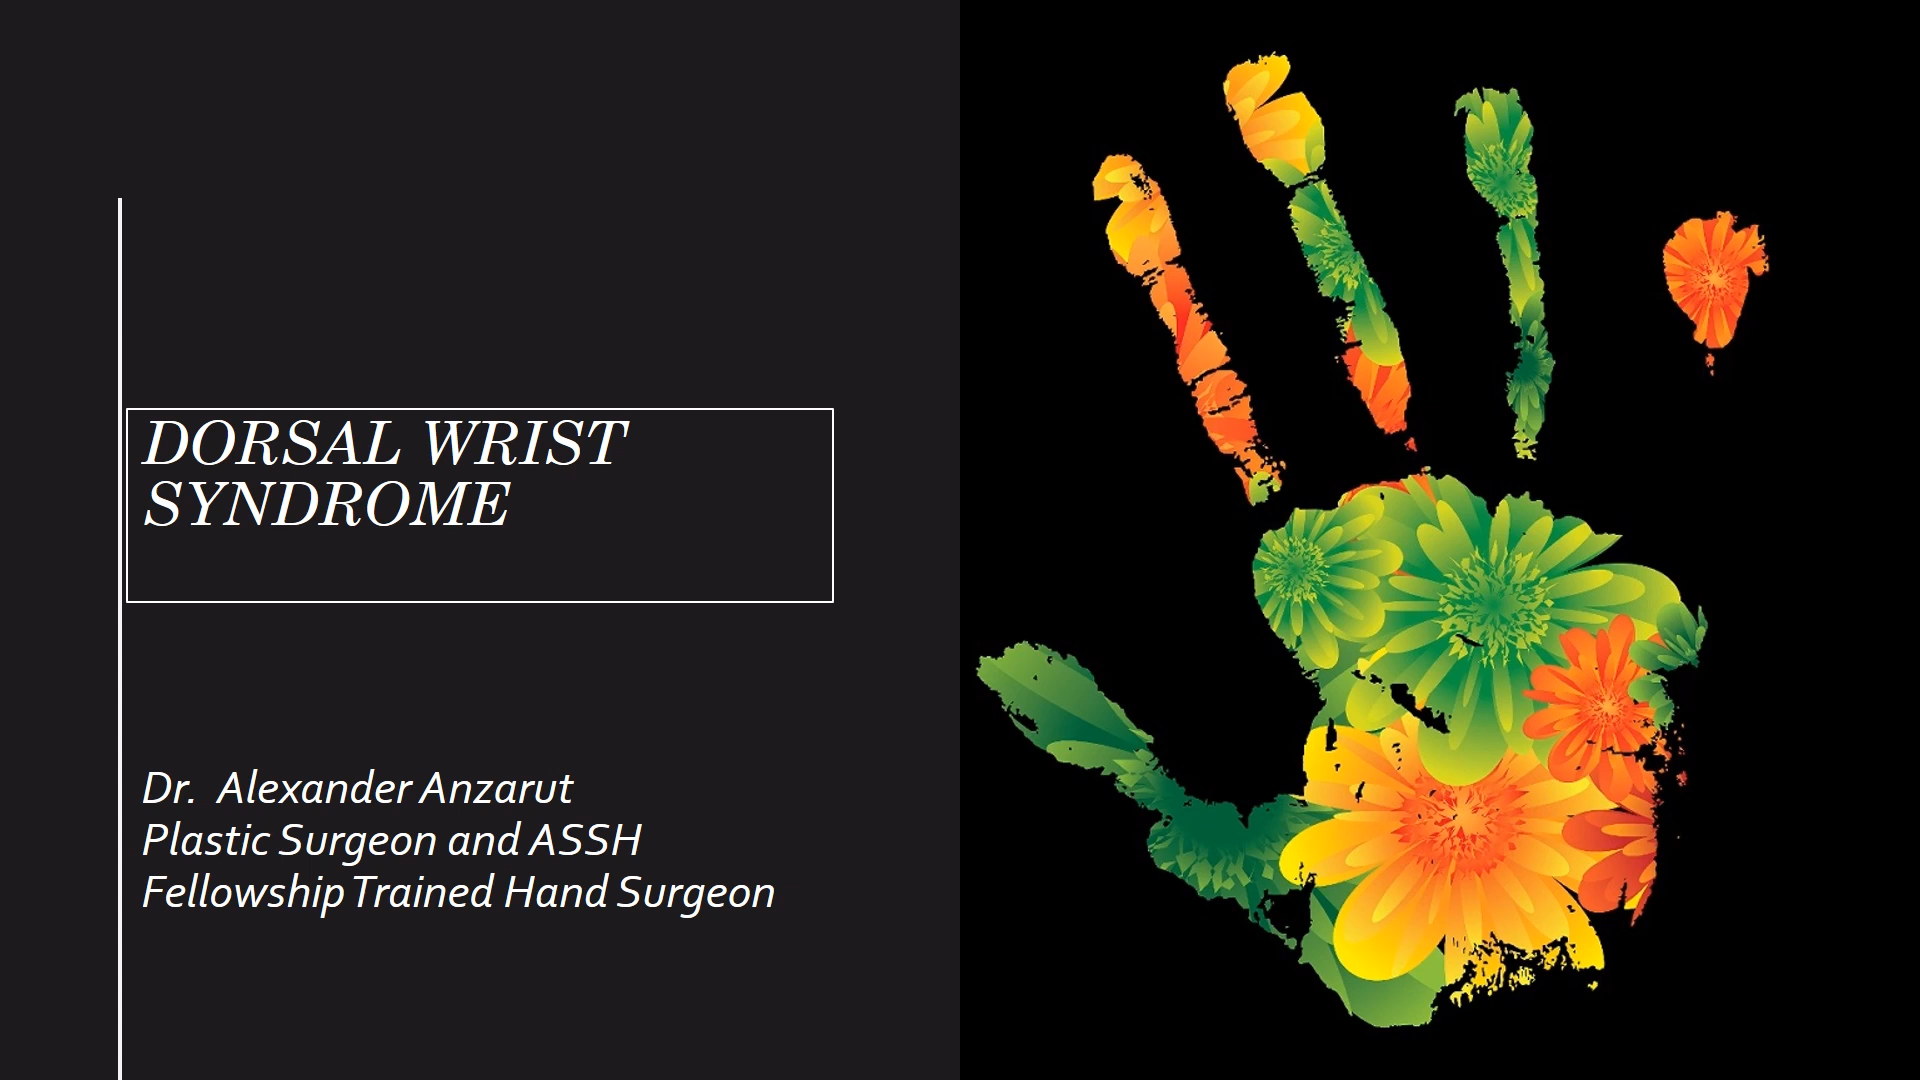 DORSAL WRIST
SYNDROME
Dr.  Alexander Anzarut
Plastic Surgeon and ASSH
Fellowship Trained Hand Surgeon